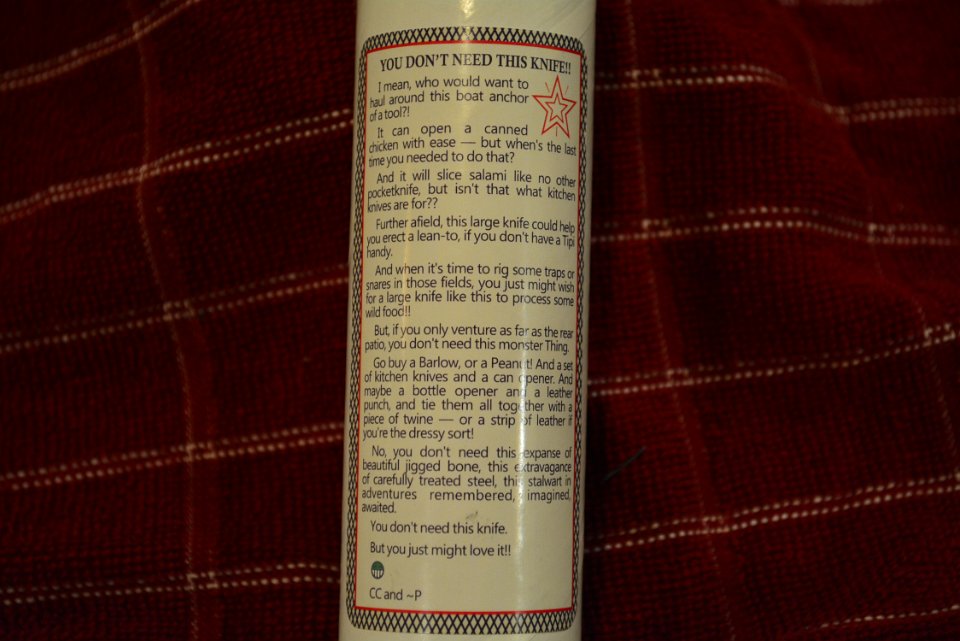 YOU DON'T NEED THIS KNIFE!!
I mean, who would want to
haul around this boat anchor
of a tool?!
It can open a canned
chicken with ease — but when's the last
time you needed to do that?
And it will slice salami like no other
pocketknife, but isn't that what kitchen
knives are for??
Further afield, this large knife could help
you erect a lean-to, if you don't have a Tipi
handy.
And when it's time to rig some traps or
snares in those fields, you just might wish
for a large knife like this to process some
wild food!!
But, if you only venture as far as the rear
patio, you don't need this monster Thing.
Go buy a Barlow, or a Peanut! And a set
of kitchen knives and a can opener. And
maybe a bottle opener and a leather
punch, and tie them all together with a
piece of twine — or a strip of leather if
you're the dressy sort!
No, you don't need this expanse of
beautiful jigged bone, this extravagance
of carefully treated steel, this stalwart in
adventures remembered, imagined,
awaited.
You don't need this knife.
But you just might love it!!
CC and ~P